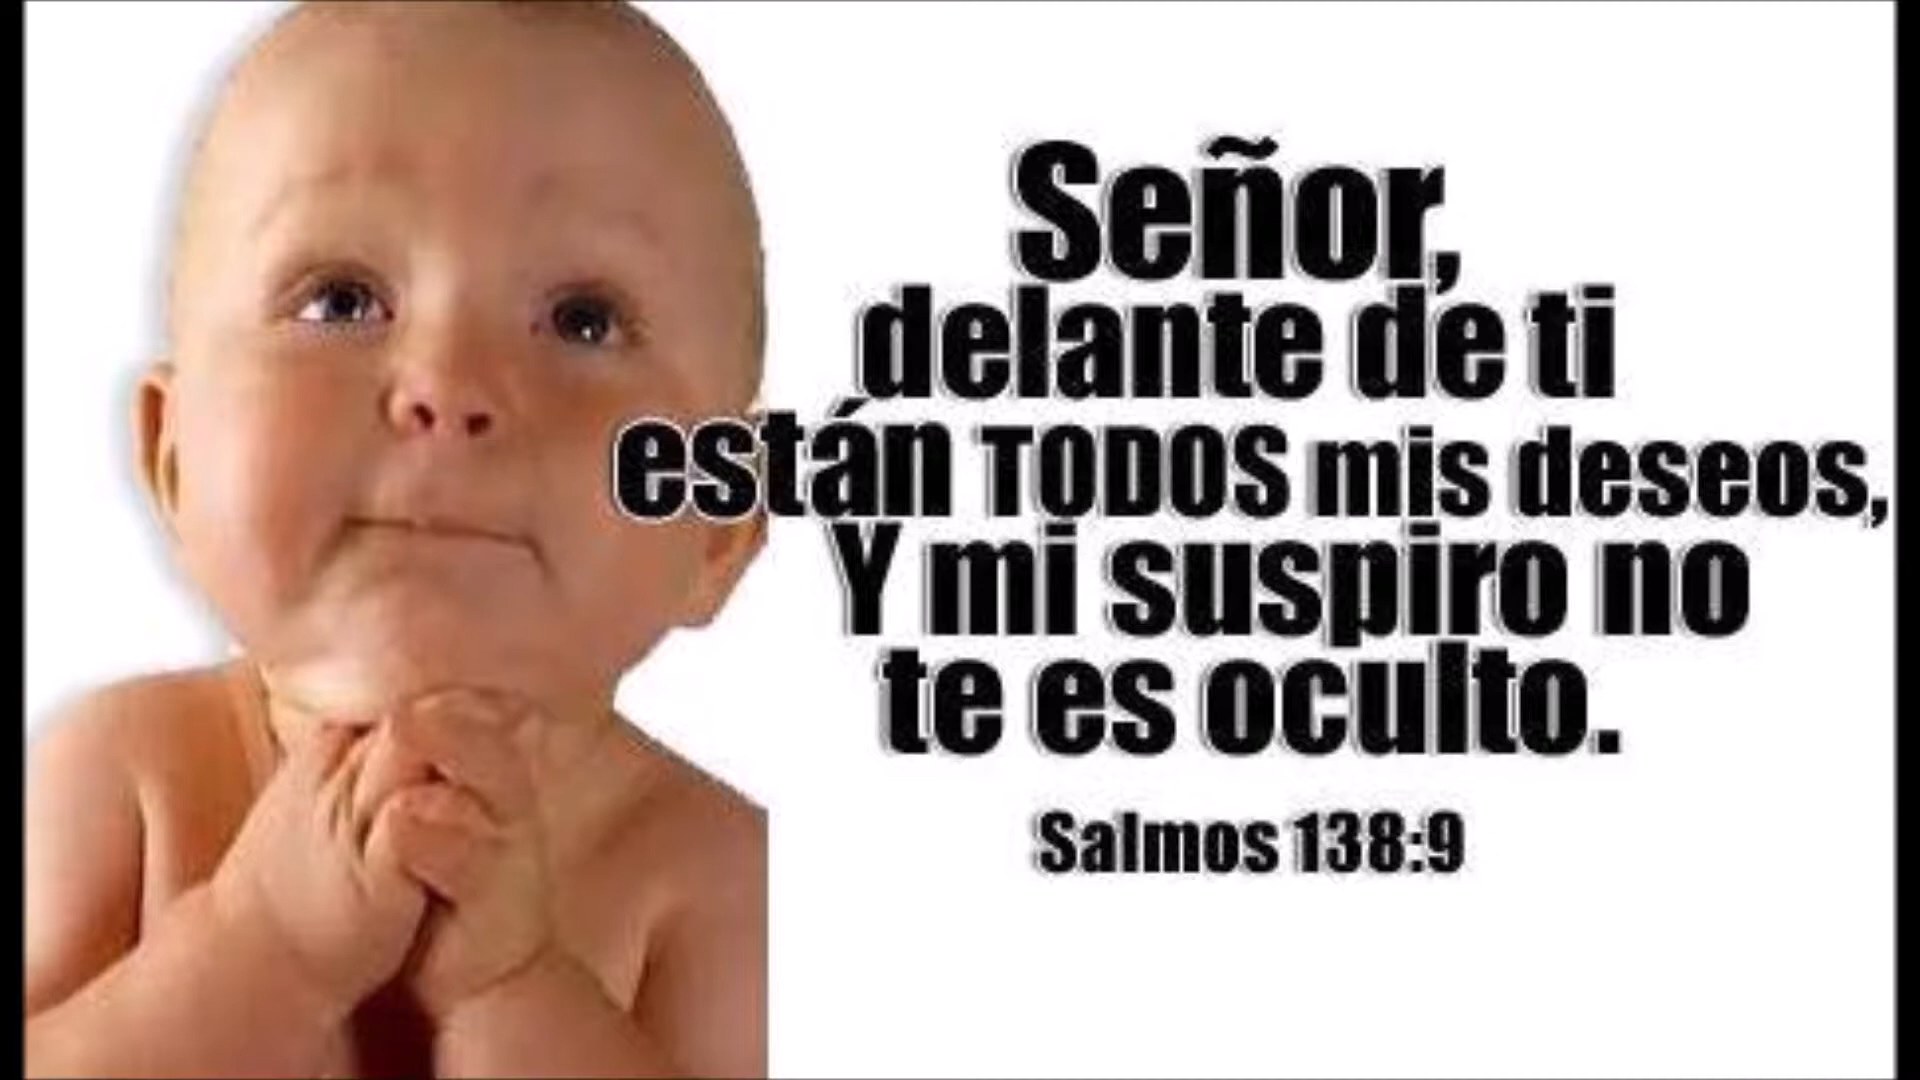 Señor,
delante de ti
están TODOS mis deseos,
Y mi suspiro no
te es oculto.
Salmos 138:9